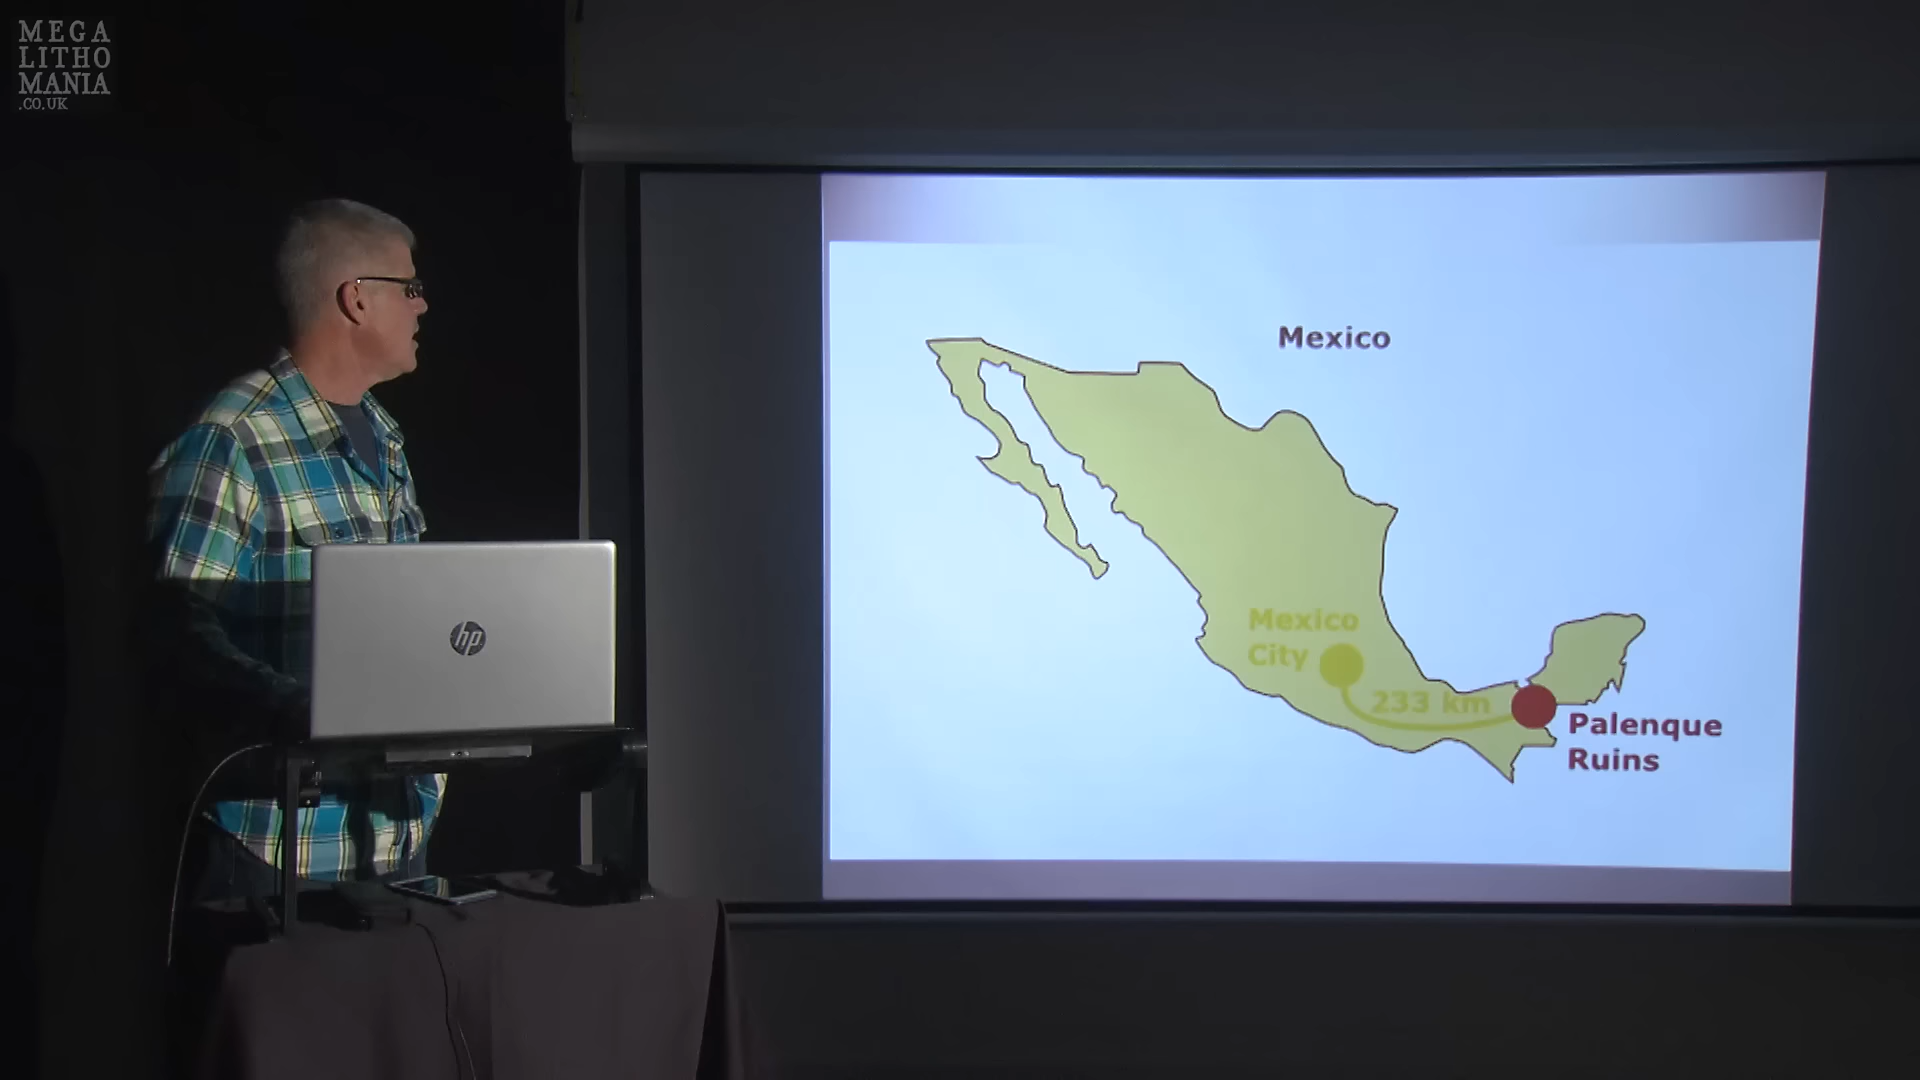 MEGA
LITHO
MANIA
.CO.UK
Mexico
Mexico
City
233 km
Palenque
Ruins
hp